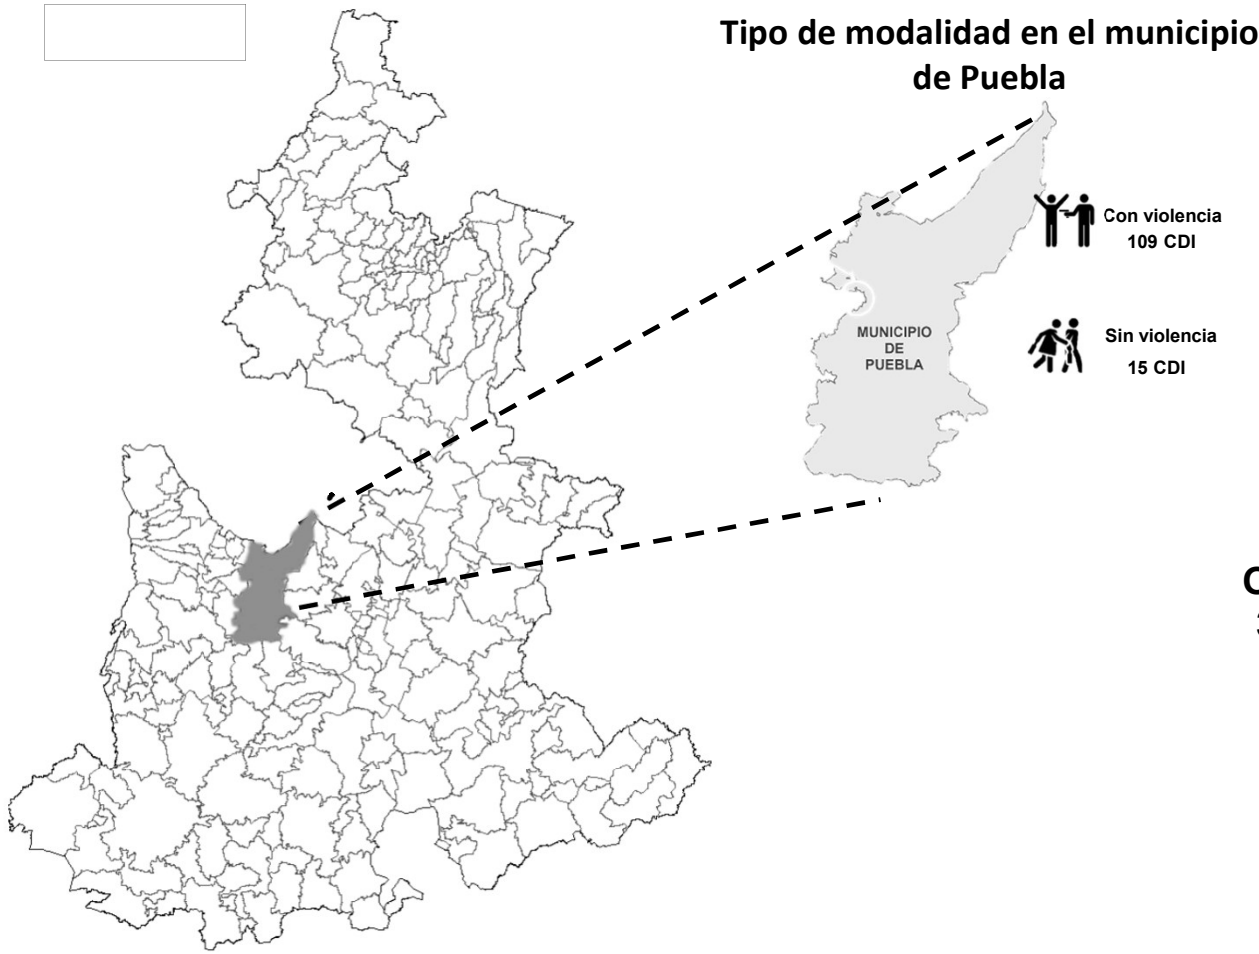 Tipo de modalidad en el municipio
de Puebla
Con violencia
109 CDI
MUNICIPIO
DE
PUEBLA
Sin violencia
15 CDI